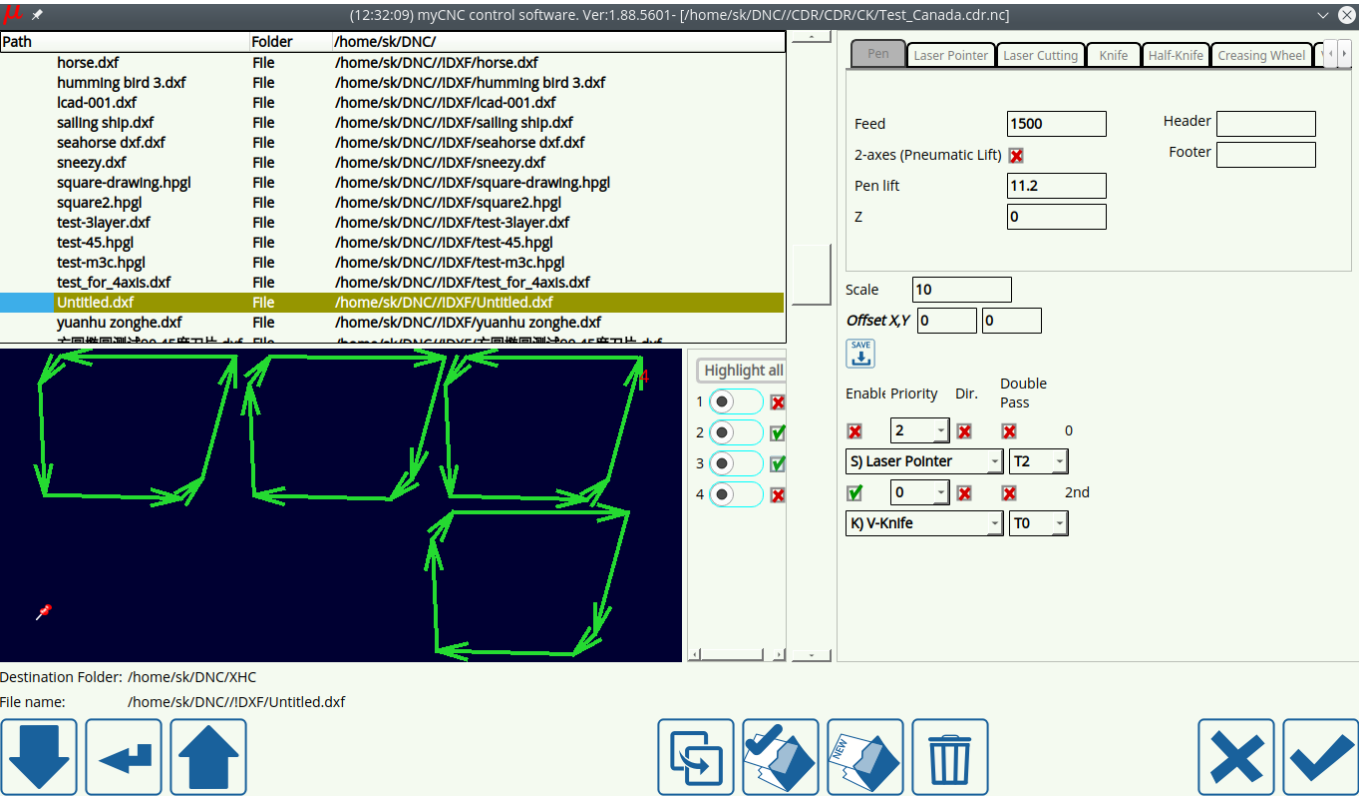 μ (12:32:09) myCNC control software. Ver:1.88.5601- [/home/sk/DNC//CDR/CDR/CK/Test_Canada.cdr.nc]
Path Folder /home/sk/DNC/
horse.dxf File /home/sk/DNC//!DXF/horse.dxf
humming bird 3.dxf File /home/sk/DNC//!DXF/humming bird 3.dxf
lcad-001.dxf File /home/sk/DNC//!DXF/lcad-001.dxf
sailing ship.dxf File /home/sk/DNC//!DXF/sailing ship.dxf
seahorse dxf.dxf File /home/sk/DNC//!DXF/seahorse dxf.dxf
sneezy.dxf File /home/sk/DNC//!DXF/sneezy.dxf
square-drawing.hpgl File /home/sk/DNC//!DXF/square-drawing.hpgl
square2.hpgl File /home/sk/DNC//!DXF/square2.hpgl
test-3layer.dxf File /home/sk/DNC//!DXF/test-3layer.dxf
test-45.hpgl File /home/sk/DNC//!DXF/test-45.hpgl
test-m3c.hpgl File /home/sk/DNC//!DXF/test-m3c.hpgl
test_for_4axis.dxf File /home/sk/DNC//!DXF/test_for_4axis.dxf
Untitled.dxf File /home/sk/DNC//!DXF/Untitled.dxf
yuanhu zonghe.dxf File /home/sk/DNC//!DXF/yuanhu zonghe.dxf
4
Highlight all
1
2
3
4
Pen Laser Pointer Laser Cutting Knife Half-Knife Creasing Wheel
Feed 1500 Header
2-axes (Pneumatic Lift) Footer
Pen lift 11.2
Z 0
Scale 10
Offset X,Y 0 0
SAVE
Enable Priority Dir. Double Pass
2 0
S) Laser Pointer T2
0 2nd
K) V-Knife T0
Destination Folder: /home/sk/DNC/XHC
File name: /home/sk/DNC//!DXF/Untitled.dxf
NEW